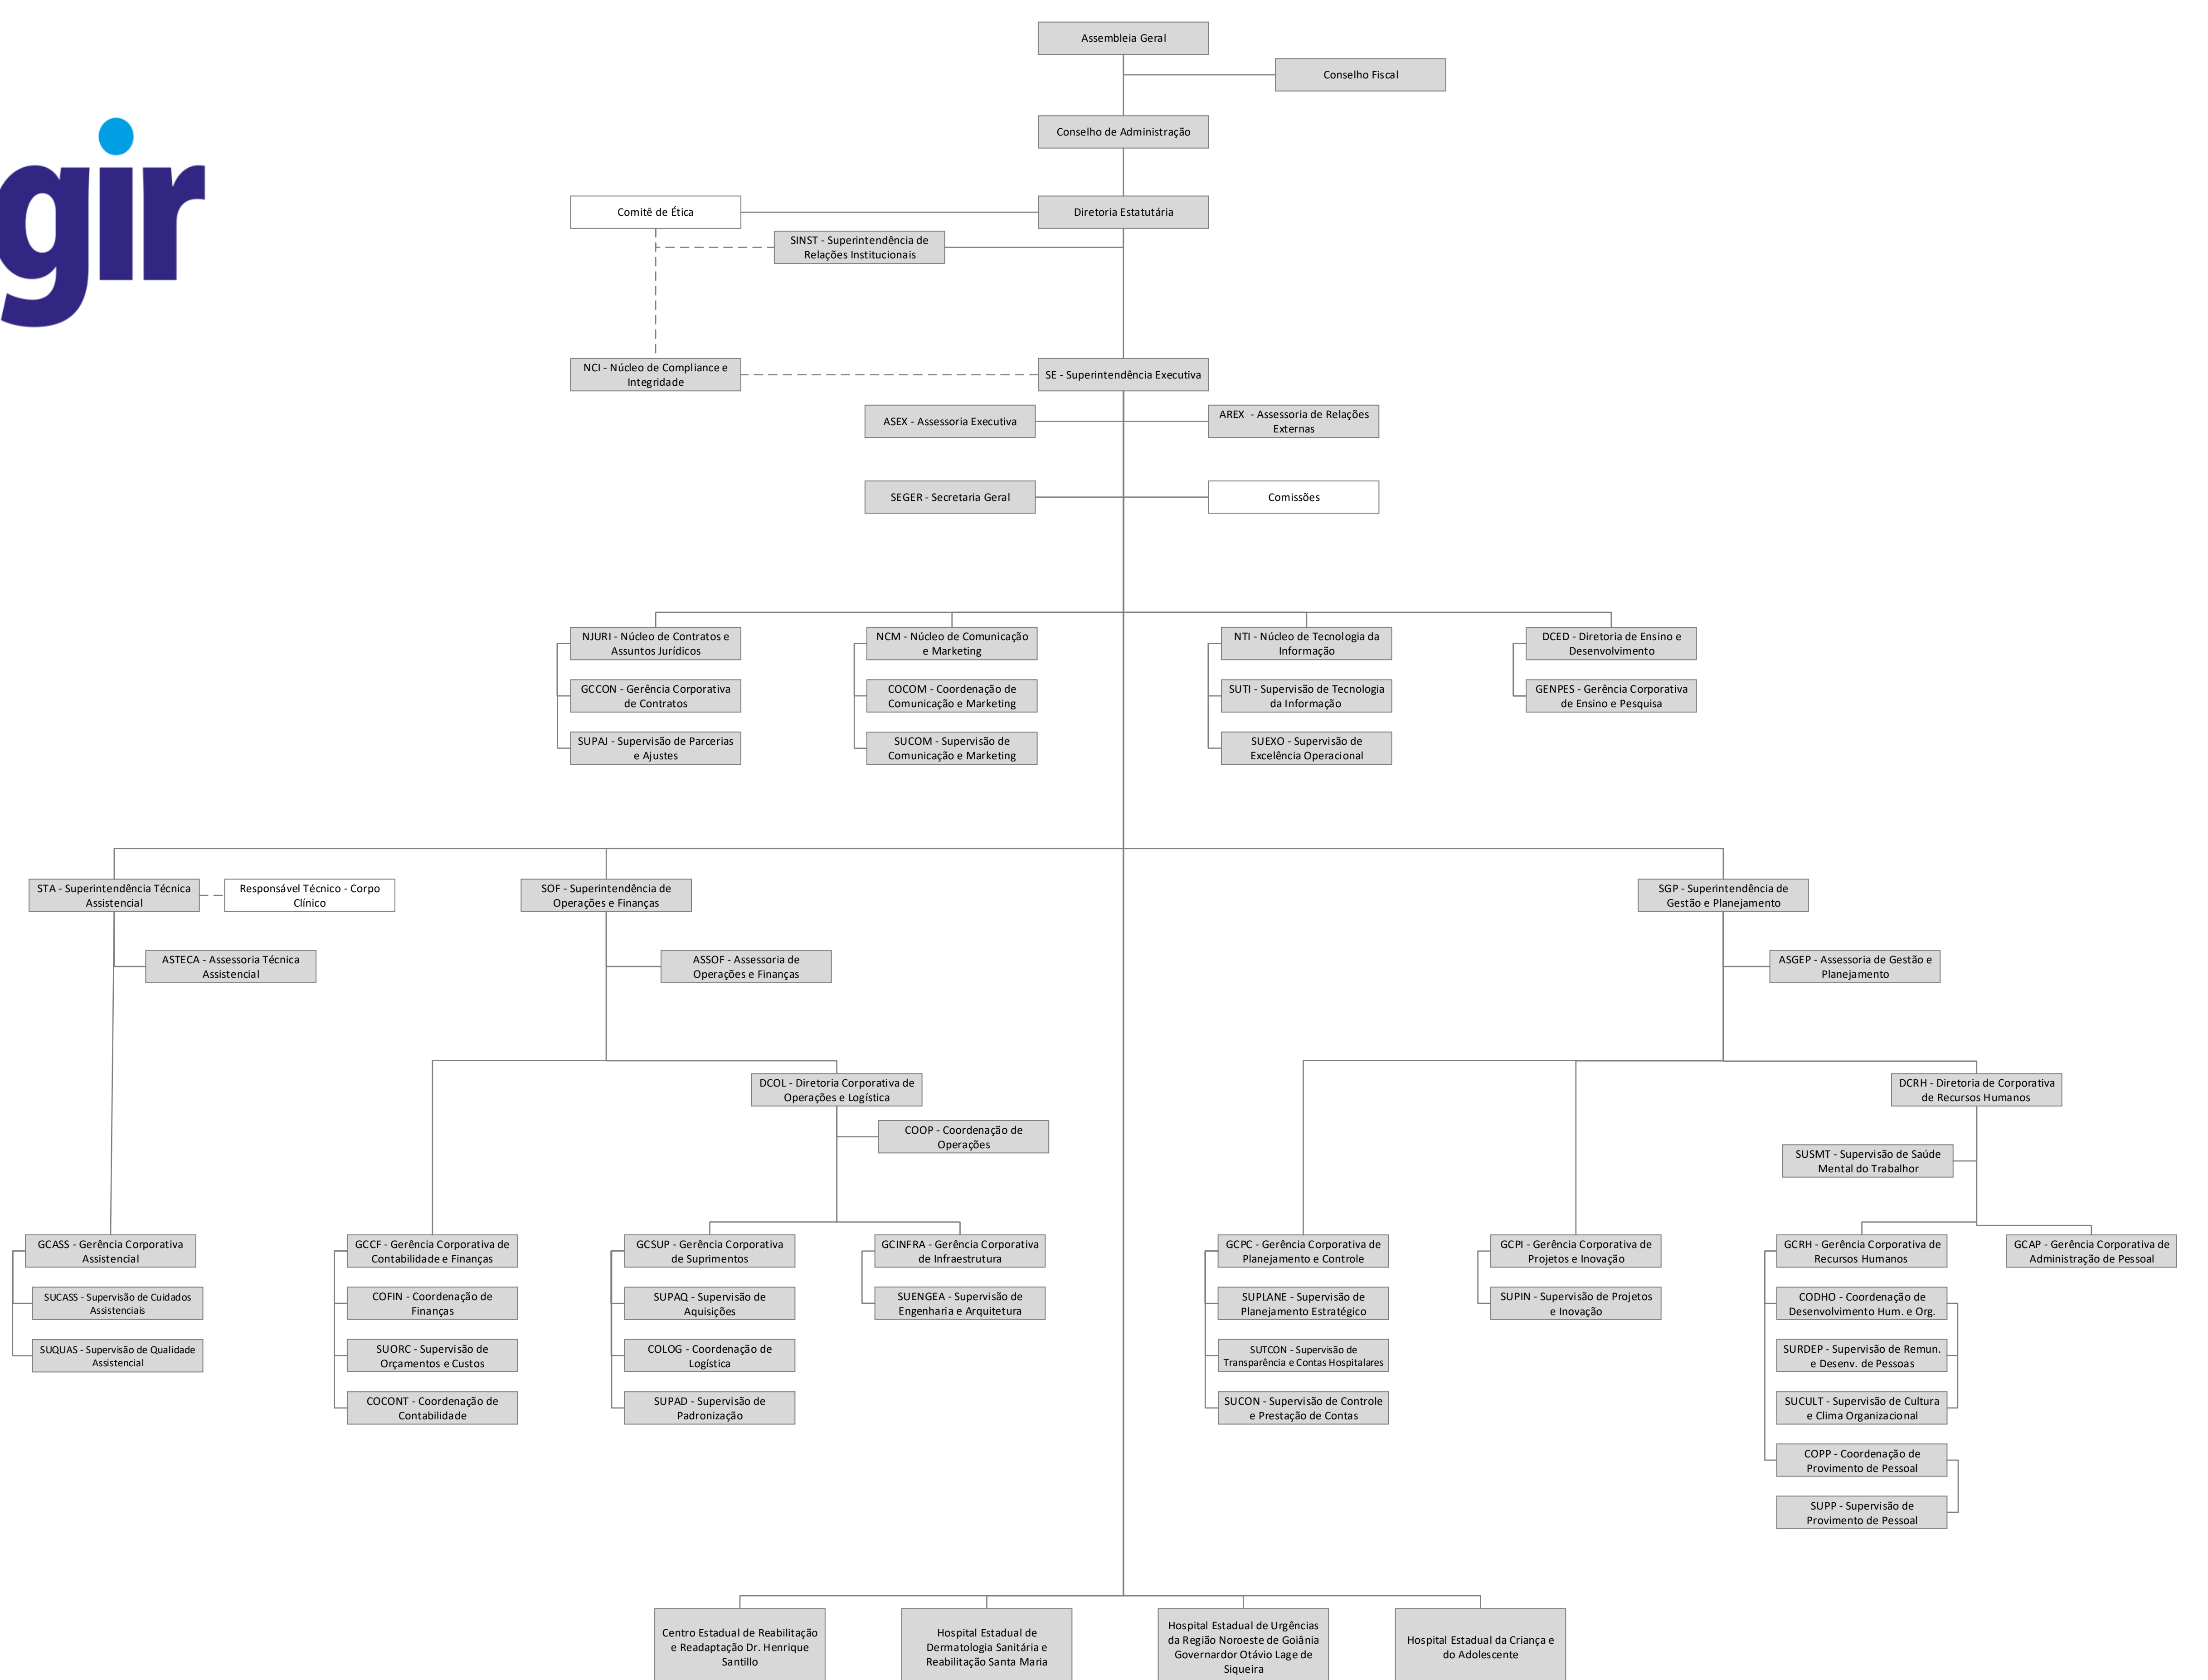 Assembleia Geral
Conselho Fiscal
Conselho de Administração
Comitê de Ética
Diretoria Estatutária
SINST - Superintendência de
Relações Institucionais
gir
NCI - Núcleo de Compliance e
Integridade
SE - Superintendência Executiva
ASEX - Assessoria Executiva
AREX - Assessoria de Relações
Externas
SEGER - Secretaria Geral
Comissões
NJURI - Núcleo de Contratos e
Assuntos Jurídicos
NCM - Núcleo de Comunicação
e Marketing
NTI - Núcleo de Tecnologia da
Informação
DCED - Diretoria de Ensino e
Desenvolvimento
GCCON - Gerência Corporativa
de Contratos
COCOM - Coordenação de
Comunicação e Marketing
SUTI - Supervisão de Tecnologia
da Informação
GENPES - Gerência Corporativa
de Ensino e Pesquisa
SUPAJ - Supervisão de Parcerias
e Ajustes
SUCOM - Supervisão de
Comunicação e Marketing
SUEXO - Supervisão de
Excelência Operacional
STA - Superintendência Técnica
Assistencial
Responsável Técnico - Corpo
Clínico
SOF - Superintendência de
Operações e Finanças
SGP - Superintendência de
Gestão e Planejamento
ASTECA - Assessoria Técnica
Assistencial
ASSOF - Assessoria de
Operações e Finanças
ASGEP - Assessoria de Gestão e
Planejamento
DCOL - Diretoria Corporativa de
Operações e Logística
DCRH - Diretoria de Corporativa
de Recursos Humanos
COOP - Coordenação de
Operações
SUSMT - Supervisão de Saúde
Mental do Trabalhor
GCASS - Gerência Corporativa
Assistencial
GCCF - Gerência Corporativa de
Contabilidade e Finanças
GCSUP - Gerência Corporativa
de Suprimentos
GCINFRA - Gerência Corporativa
de Infraestrutura
GCPC - Gerência Corporativa de
Planejamento e Controle
GCPI - Gerência Corporativa de
Projetos e Inovação
GCRH - Gerência Corporativa de
Recursos Humanos
GCAP - Gerência Corporativa de
Administração de Pessoal
SUCASS - Supervisão de Cuidados
Assistenciais
COFIN - Coordenação de
Finanças
SUPAQ - Supervisão de
Aquisições
SUENGEA - Supervisão de
Engenharia e Arquitetura
SUPLANE - Supervisão de
Planejamento Estratégico
SUPIN - Supervisão de Projetos
e Inovação
CODHO - Coordenação de
Desenvolvimento Hum. e Org.
SUQUAS - Supervisão de Qualidade
Assistencial
SUORC - Supervisão de
Orçamentos e Custos
COLOG - Coordenação de
Logística
SUTCON - Supervisão de
Transparência e Contas Hospitalares
SURDEP - Supervisão de Remun.
e Desenv. de Pessoas
COCONT - Coordenação de
Contabilidade
SUPAD - Supervisão de
Padronização
SUCON - Supervisão de Controle
e Prestação de Contas
SUCULT - Supervisão de Cultura
e Clima Organizacional
COPP - Coordenação de
Provimento de Pessoal
SUPP - Supervisão de
Provimento de Pessoal
Centro Estadual de Reabilitação
e Readaptação Dr. Henrique
Santillo
Hospital Estadual de
Dermatologia Sanitária e
Reabilitação Santa Maria
Hospital Estadual de Urgências
da Região Noroeste de Goiânia
Governardor Otávio Lage de
Siqueira
Hospital Estadual da Criança e
do Adolescente